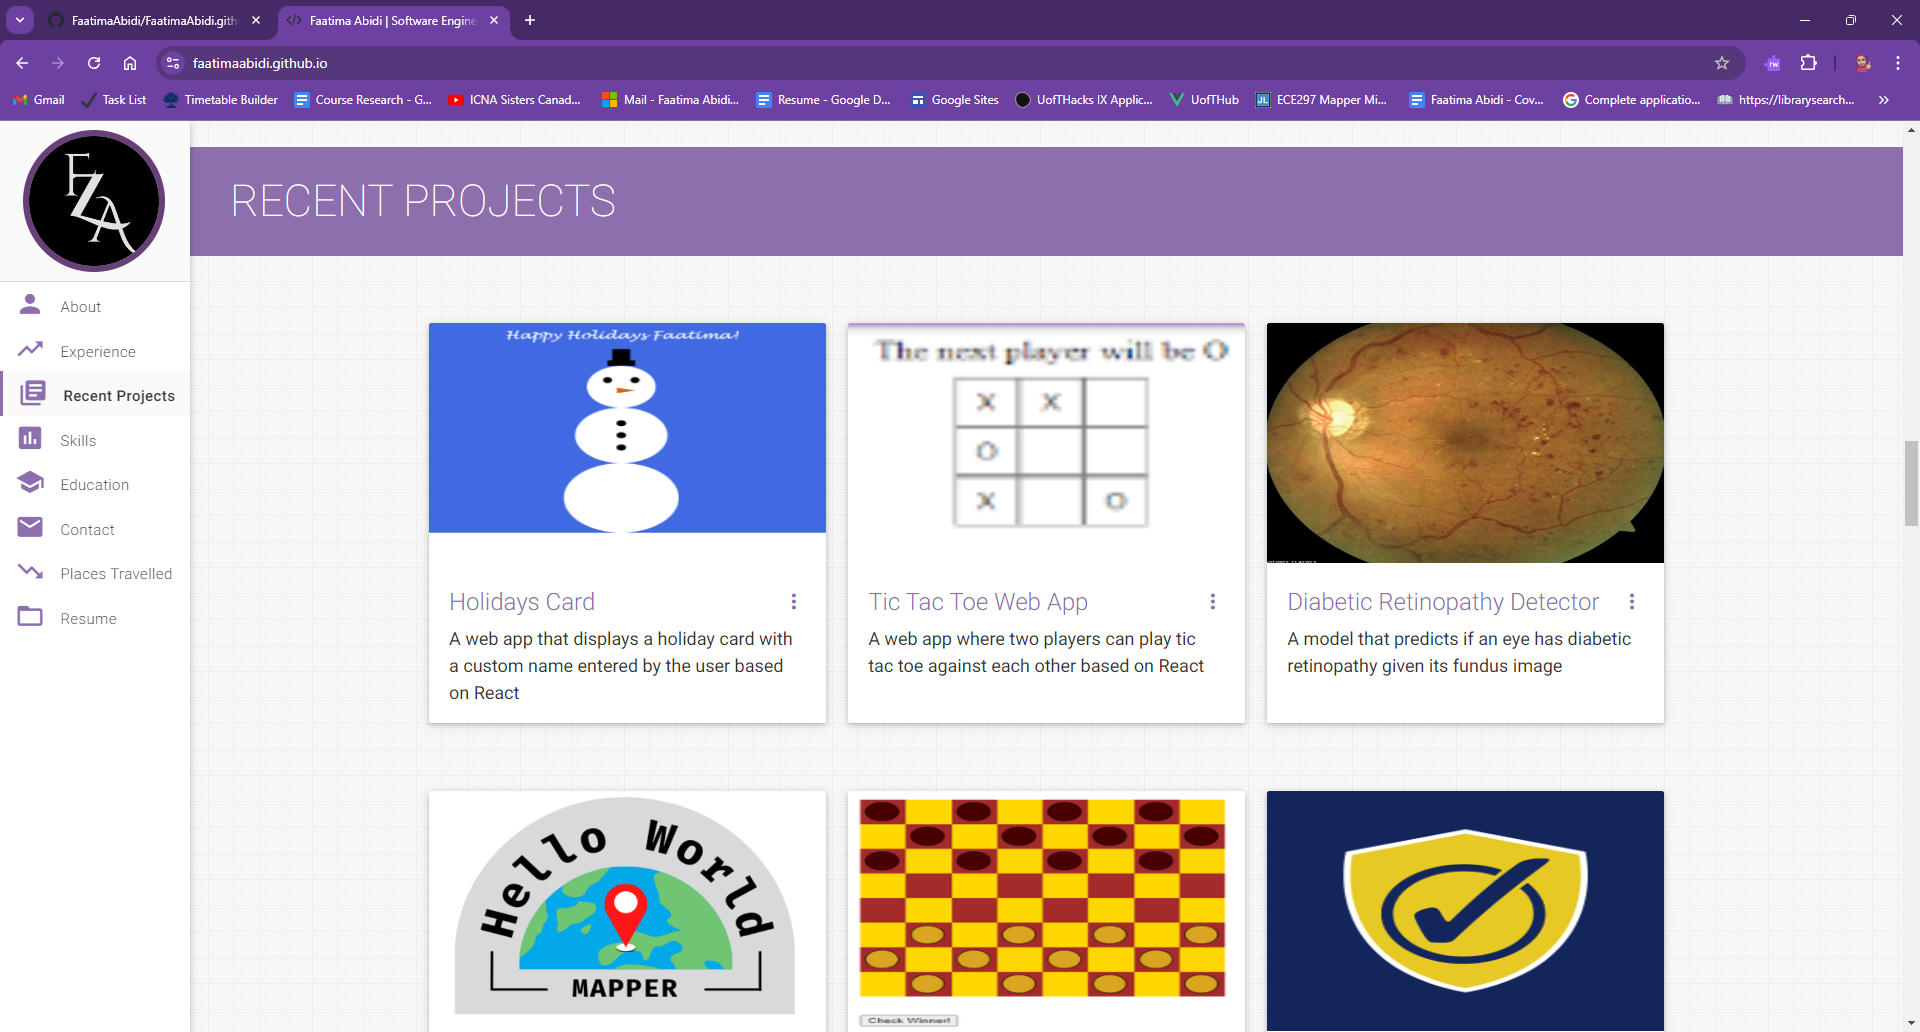 FaatimaAbidi/FaatimaAbidi.gith
Faatima Abidi | Software Engine
faatimaabidi.github.io
Gmail
Task List
Timetable Builder
Course Research - G...
ICNA Sisters Canad...
Mail - Faatima Abidi...
Resume - Google D...
Google Sites
UofTHacks IX Applic...
UofTHub
ECE297 Mapper Mi...
Faatima Abidi - Cov...
Complete applicatio...
https://librarysearch...
FZA
About
Experience
Recent Projects
Skills
Education
Contact
Places Travelled
Resume
RECENT PROJECTS
Happy Holidays Faatima!
Holidays Card
A web app that displays a holiday card with
a custom name entered by the user based
on React
The next player will be O
X X
O
X O
Tic Tac Toe Web App
A web app where two players can play tic
tac toe against each other based on React
Diabetic Retinopathy Detector
A model that predicts if an eye has diabetic
retinopathy given its fundus image
Hello World
MAPPER
Check Winner!